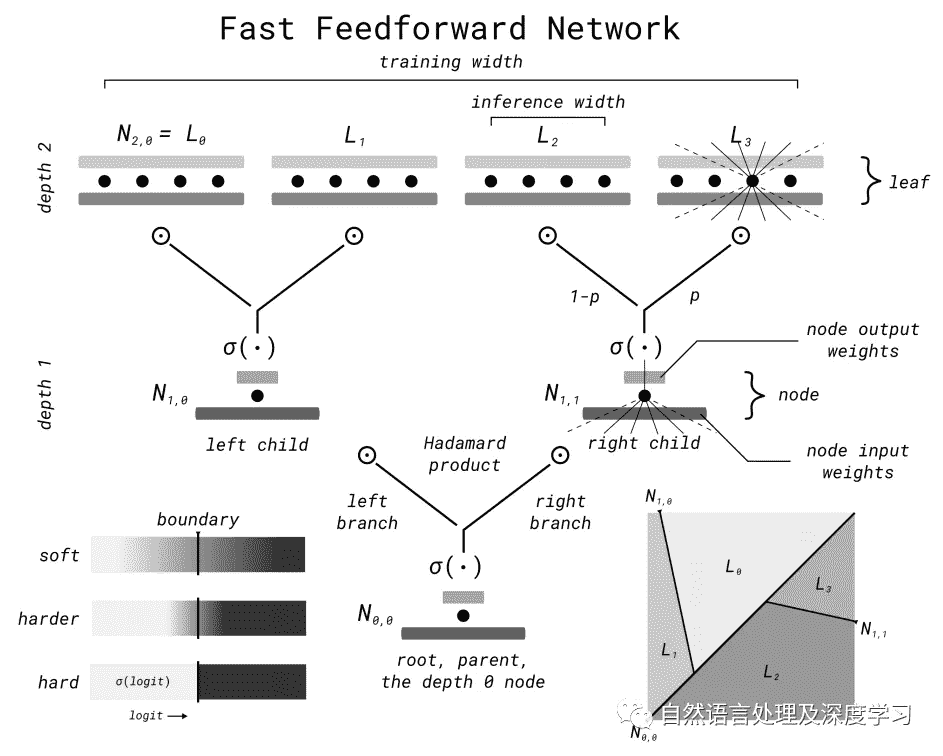 Fast Feedforward Network
training width
inference width
N2,0 = L0
L1
L2
L3
depth 2
leaf
1-p
p
σ(·)
σ(·)
node output
weights
depth 1
N1,0
N1,1
node
left child
right child
Hadamard
product
node input
weights
left
branch
right
branch
σ(·)
N0,0
root, parent,
the depth 0 node
boundary
soft
harder
hard
σ(logit)
logit
N1,0
L0
L3
N1,1
L1
L2
N0,0
自然语言处理及深度学习